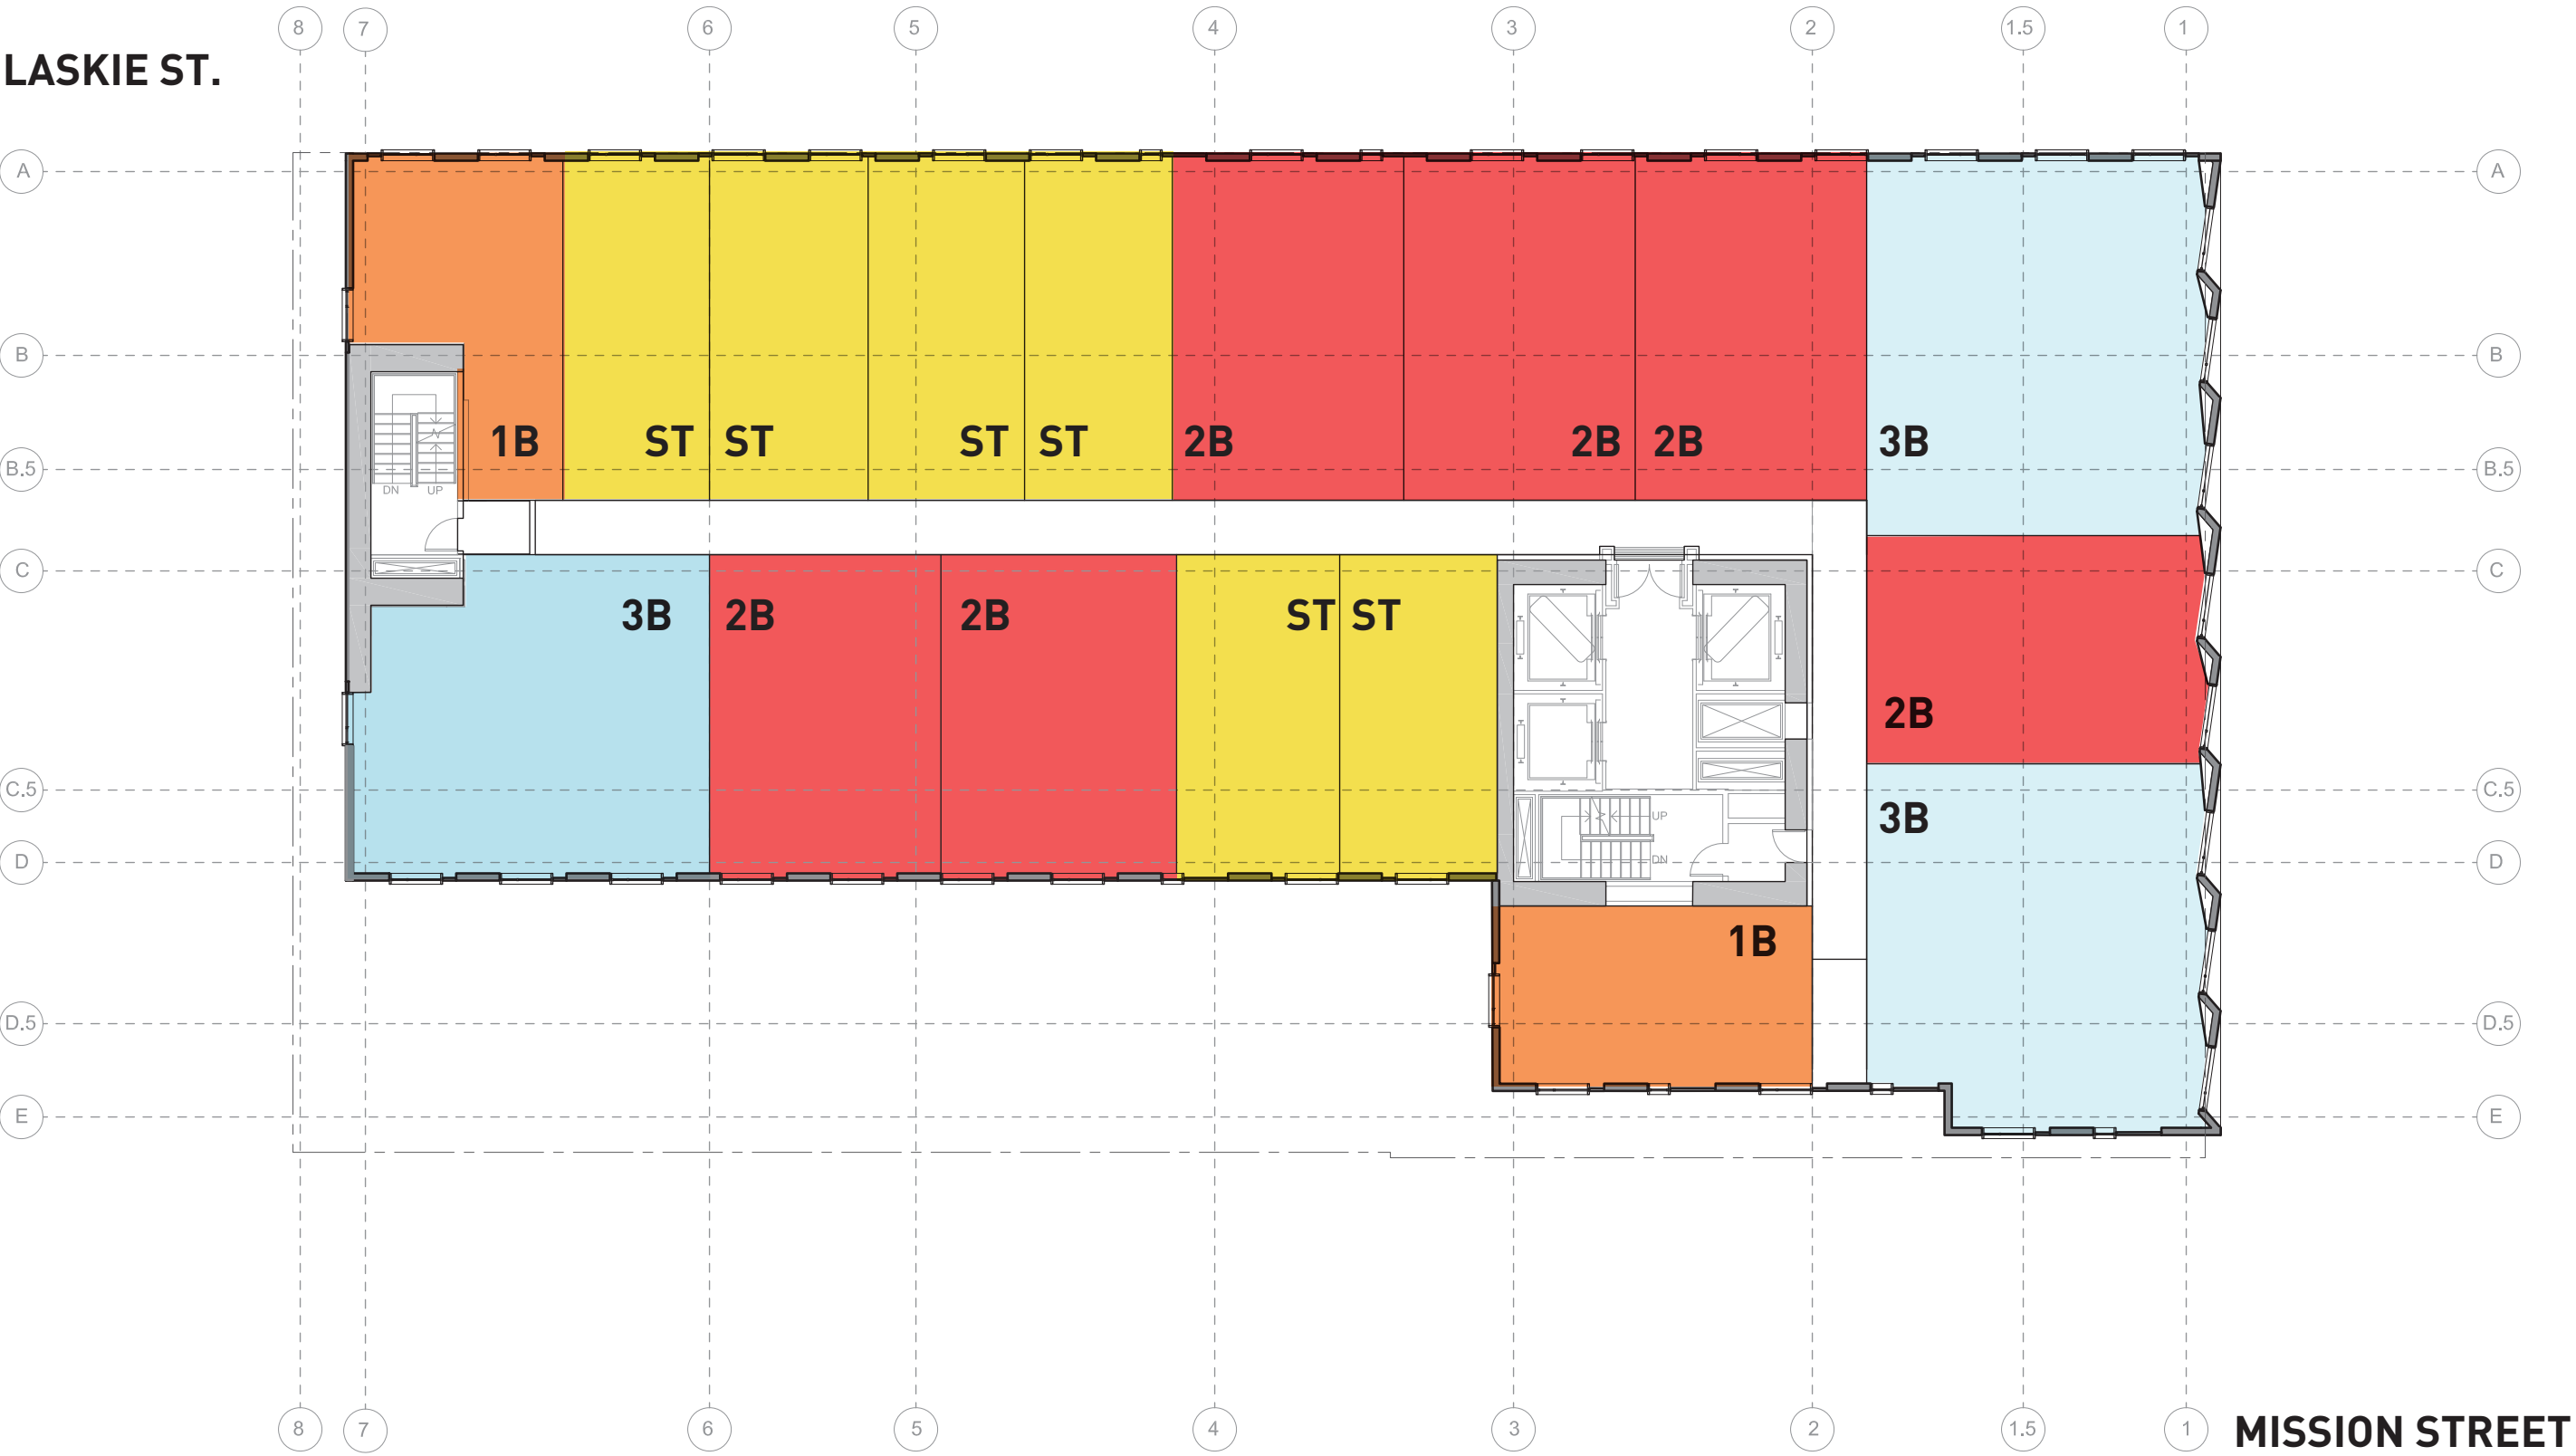 8 7 6 5 4 3 2 1.5 1
LASKIE ST.
A A
B B
1B ST ST ST ST 2B 2B 2B 3B
B.5 B.5
DN UP
C C
3B 2B 2B ST ST
2B
C.5 C.5
UP
3B
DN
D D
1B
D.5 D.5
E E
8 7 6 5 4 3 2 1.5 1
MISSION STREET